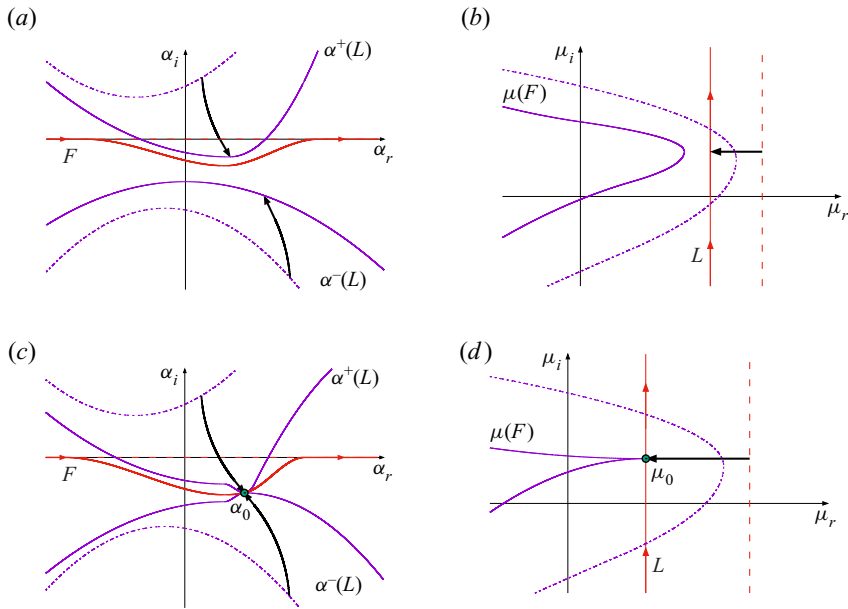 (a)
α_i
α⁺(L)
F
α_r
α⁻(L)
(b)
μ_i
μ(F)
μ_r
L
(c)
α_i
α⁺(L)
F
α_r
α_0
α⁻(L)
(d)
μ_i
μ(F)
μ_0
μ_r
L